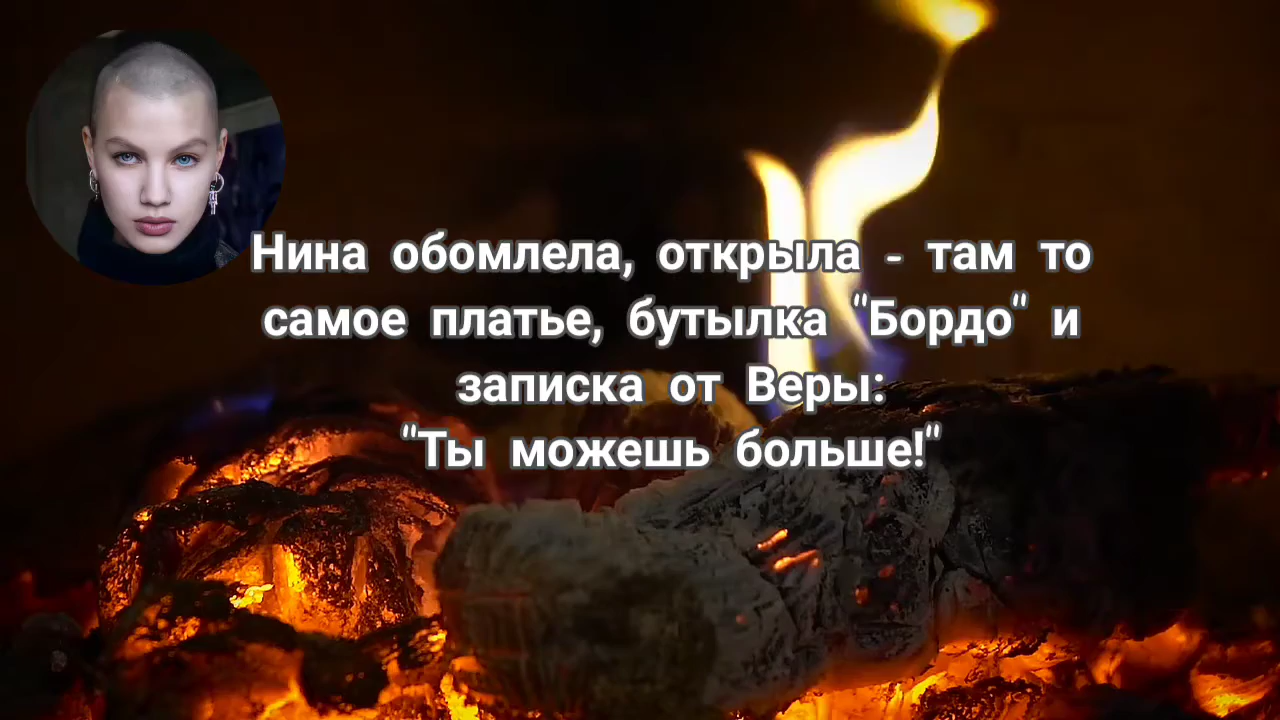 Нина обомлела, открыла - там то
самое платье, бутылка "Бордо" и
записка от Веры:
"Ты можешь больше!"